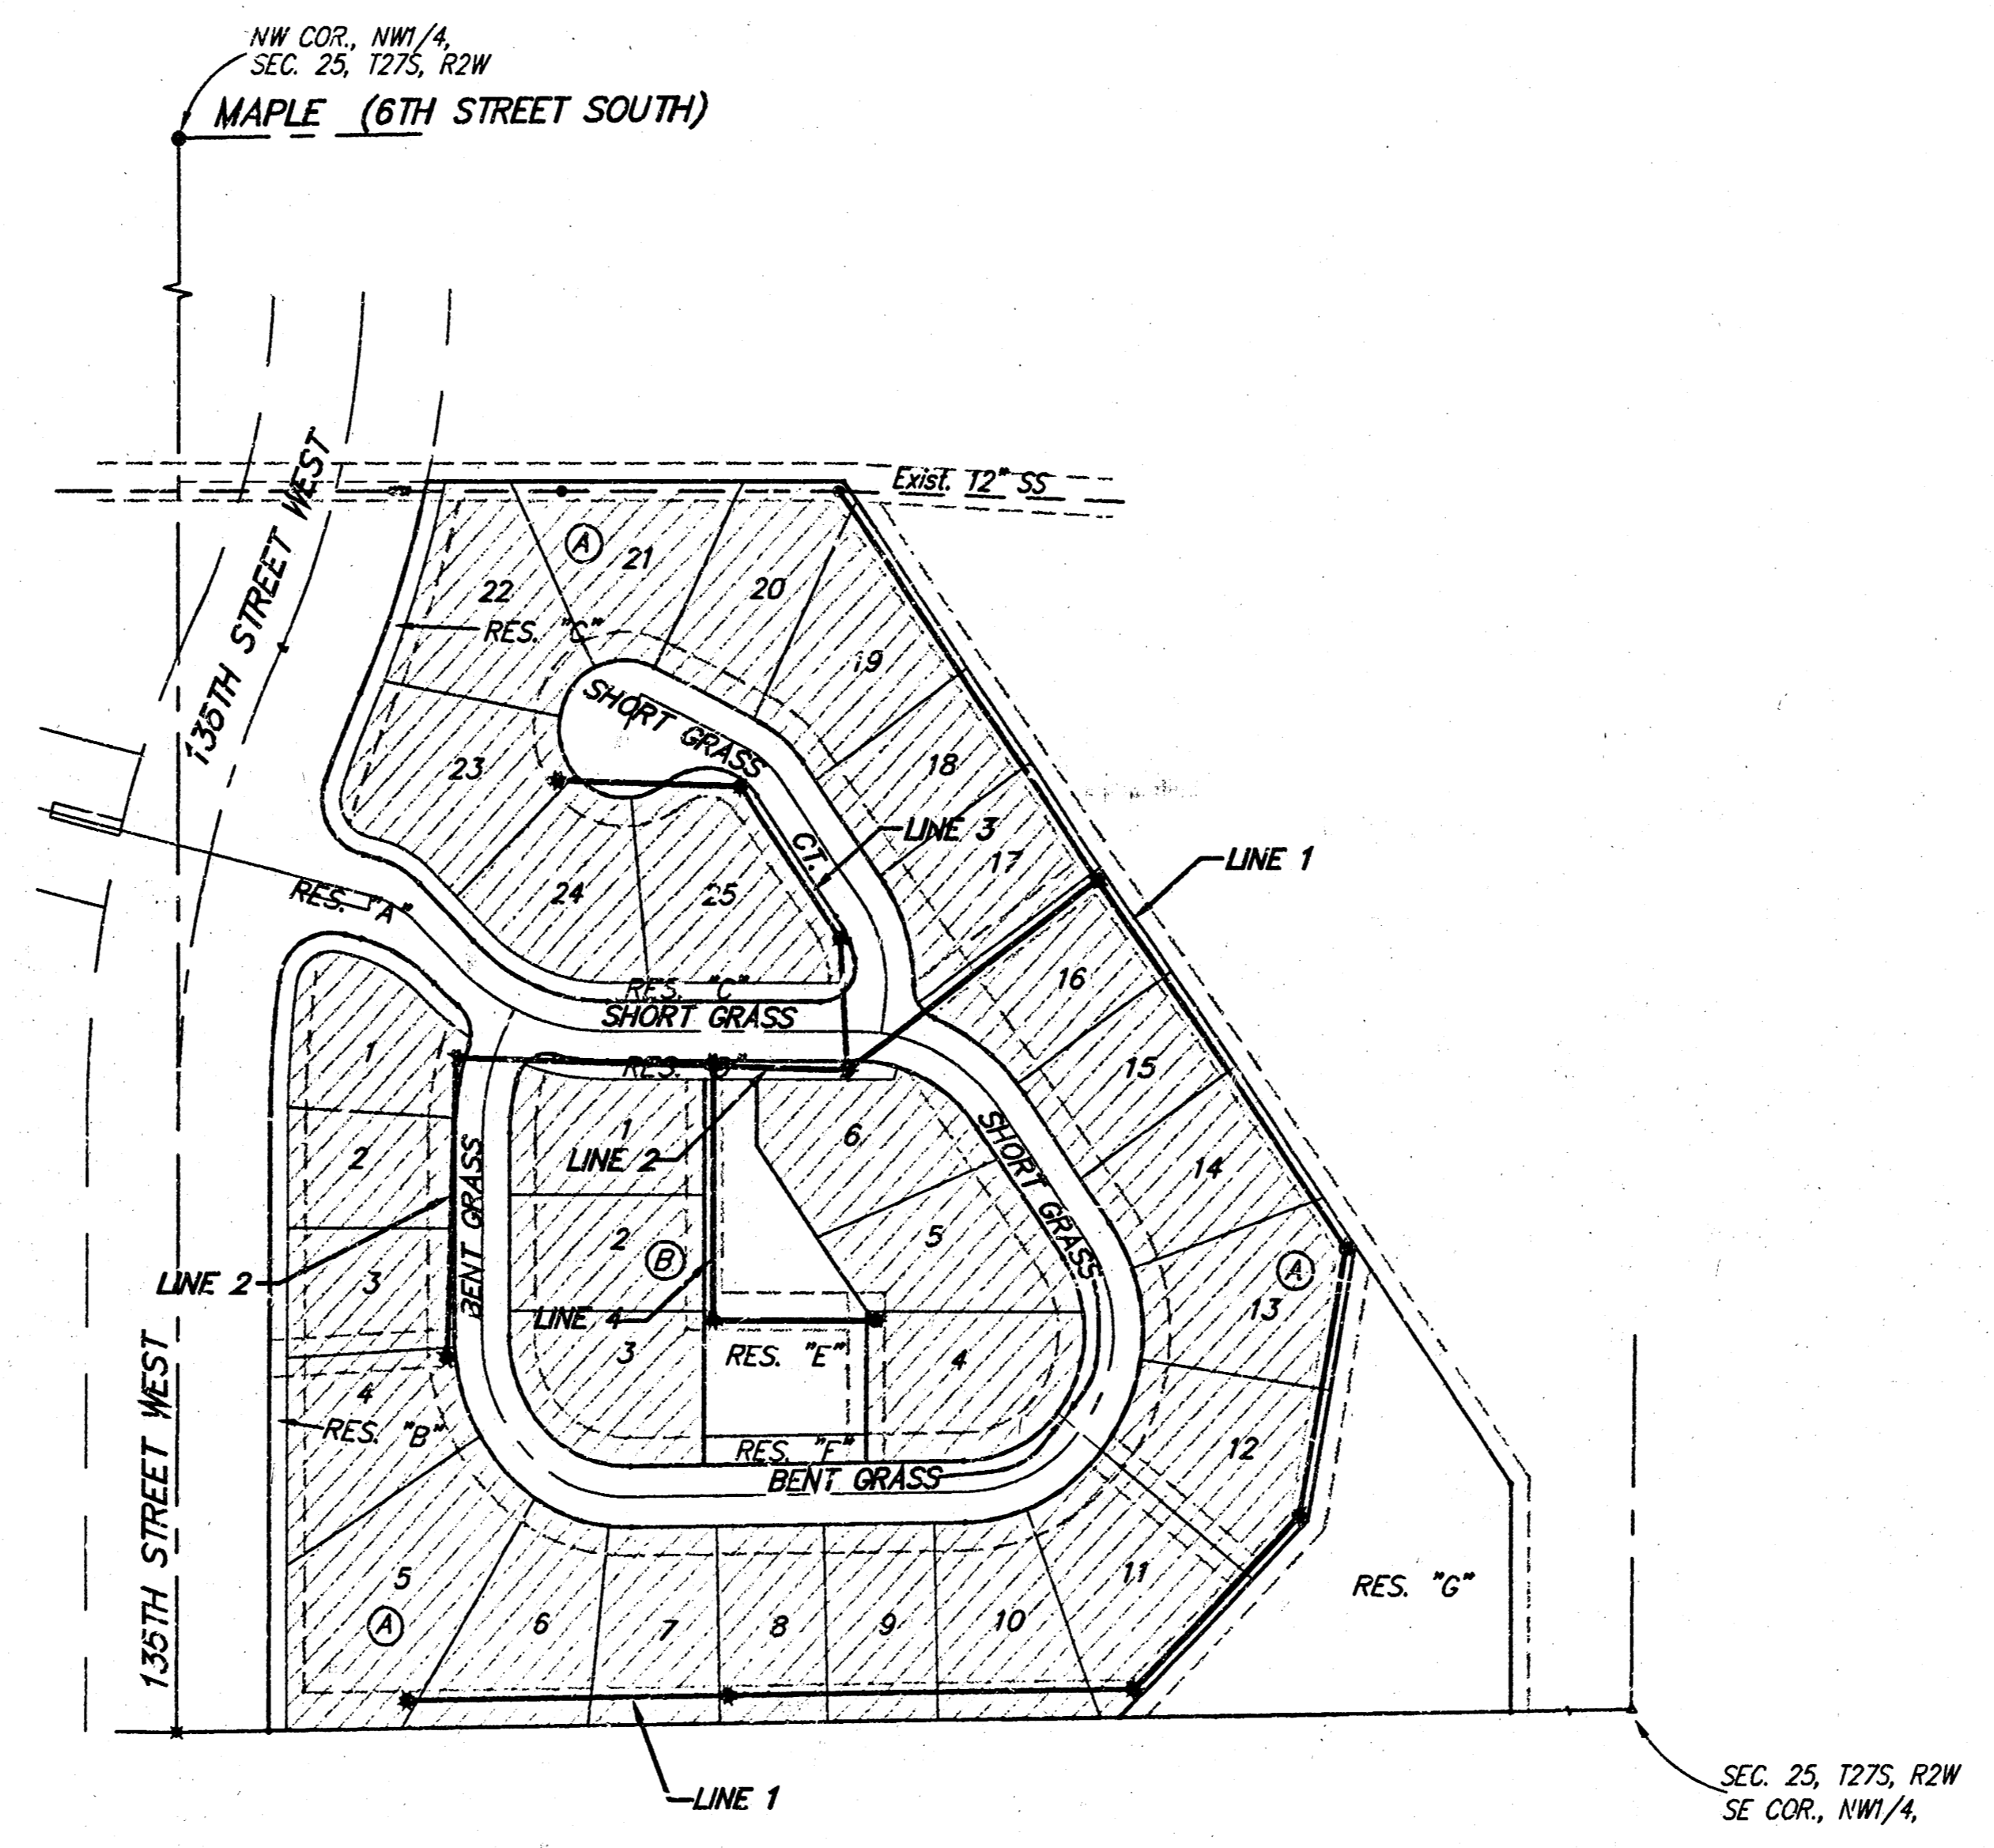 NW COR., NW1/4,
SEC. 25, T27S, R2W
MAPLE (6TH STREET SOUTH)
Exist. 12" SS
135TH STREET WEST
A
21
22
20
RES. "C"
19
SHORT GRASS
CT.
23
18
LINE 3
17
LINE 1
24
25
RES. "A"
16
RES. "C"
SHORT GRASS
1
RES. "D"
15
2
1
6
LINE 2
SHORT GRASS
14
BENT GRASS
2
B
5
A
LINE 2
3
13
LINE 4
3
RES. "E"
4
4
RES. "B"
12
RES. "F"
BENT GRASS
135TH STREET WEST
5
A
6
7
8
9
10
11
RES. "G"
LINE 1
SEC. 25, T27S, R2W
SE COR., NW1/4,